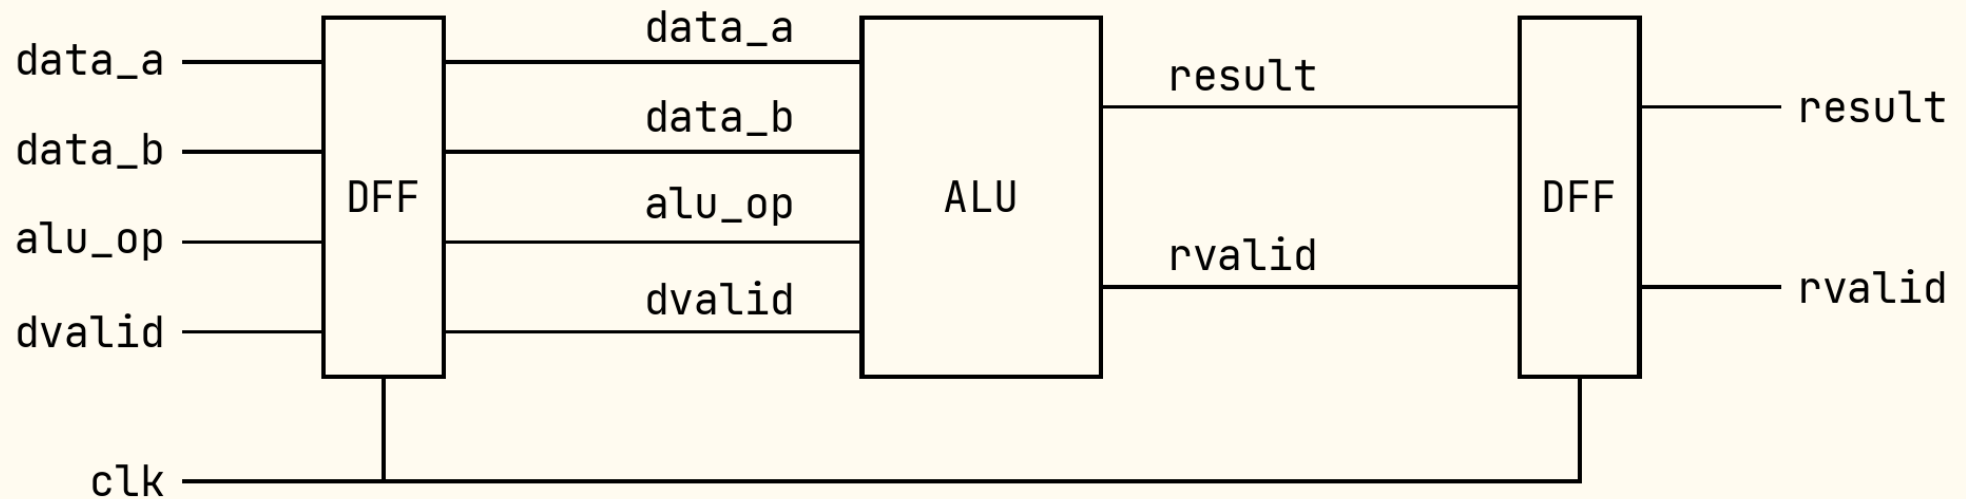 data_a
data_b
alu_op
dvalid
clk
DFF
data_a
data_b
alu_op
dvalid
ALU
result
rvalid
DFF
result
rvalid